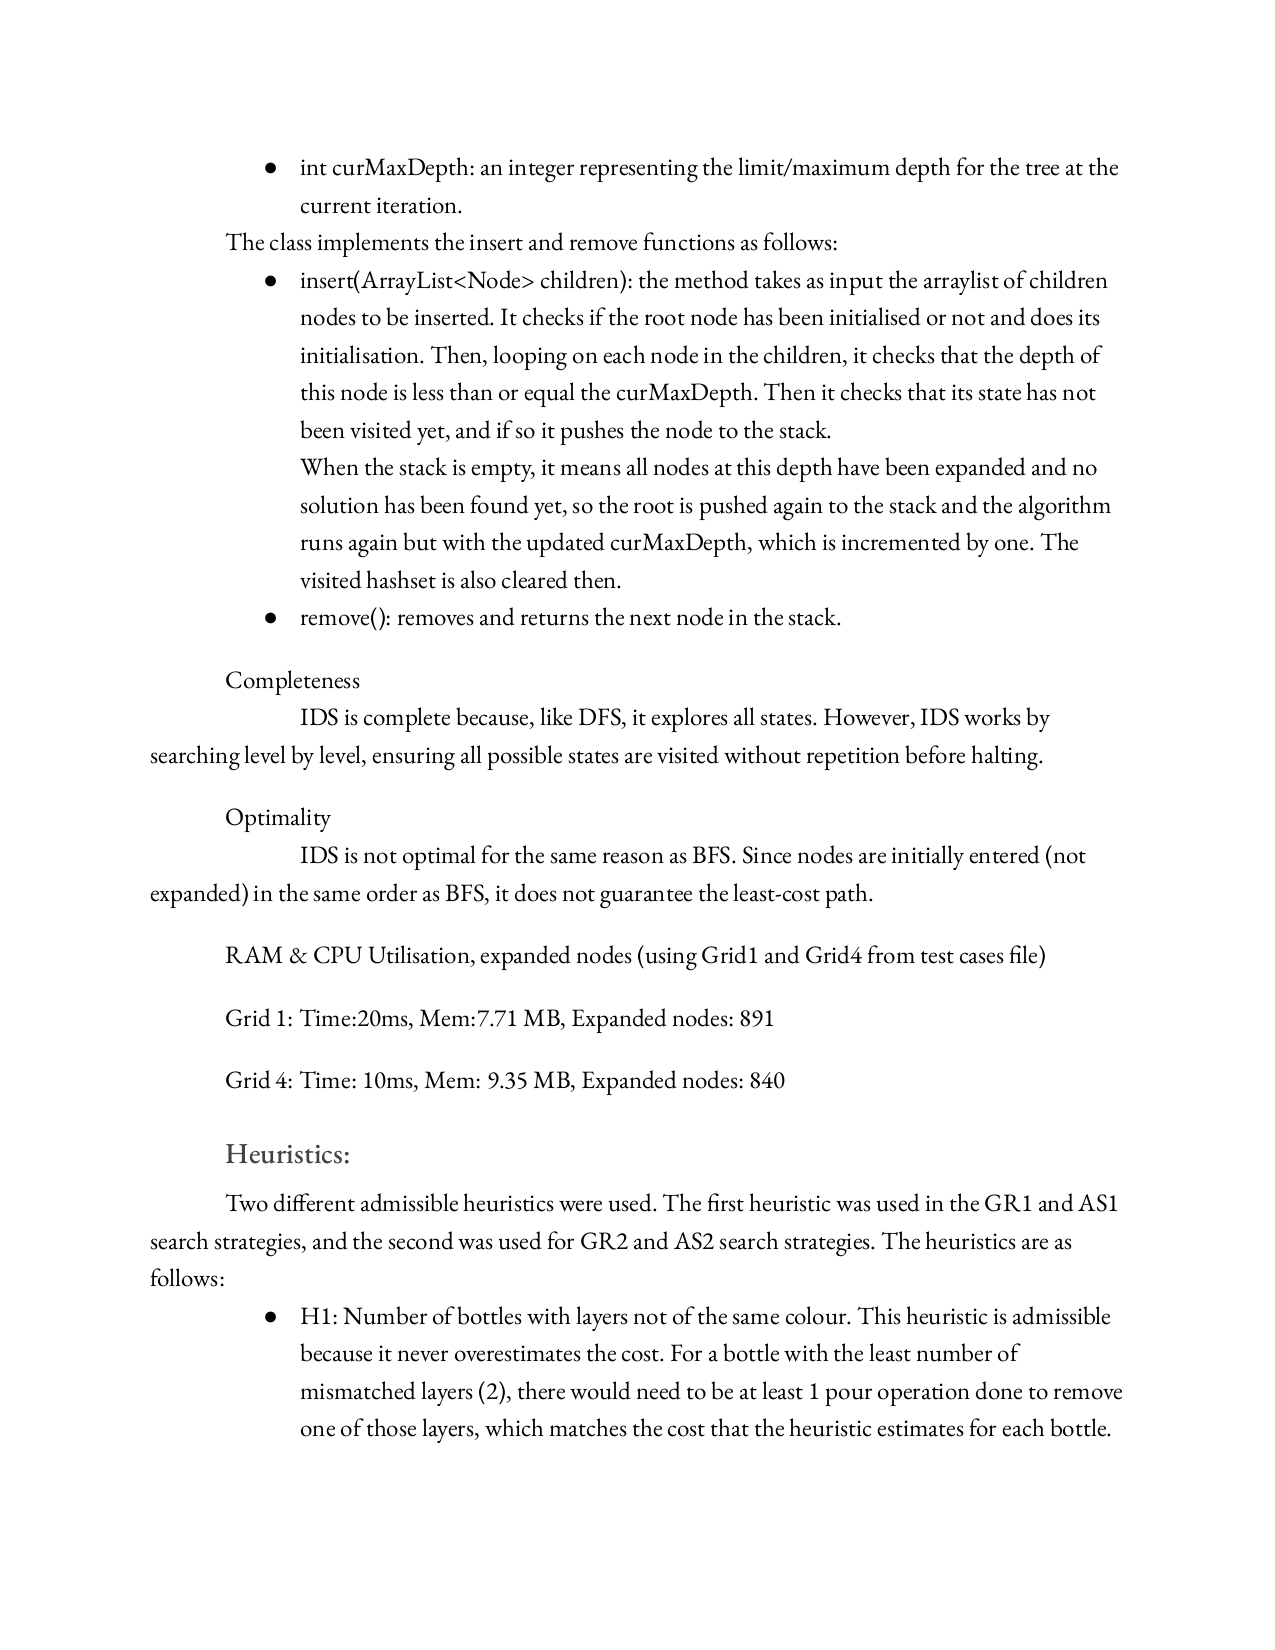 ● int curMaxDepth: an integer representing the limit/maximum depth for the tree at the
current iteration.
The class implements the insert and remove functions as follows:
● insert(ArrayList<Node> children): the method takes as input the arraylist of children
nodes to be inserted. It checks if the root node has been initialised or not and does its
initialisation. Then, looping on each node in the children, it checks that the depth of
this node is less than or equal the curMaxDepth. Then it checks that its state has not
been visited yet, and if so it pushes the node to the stack.
When the stack is empty, it means all nodes at this depth have been expanded and no
solution has been found yet, so the root is pushed again to the stack and the algorithm
runs again but with the updated curMaxDepth, which is incremented by one. The
visited hashset is also cleared then.
● remove(): removes and returns the next node in the stack.
Completeness
IDS is complete because, like DFS, it explores all states. However, IDS works by
searching level by level, ensuring all possible states are visited without repetition before halting.
Optimality
IDS is not optimal for the same reason as BFS. Since nodes are initially entered (not
expanded) in the same order as BFS, it does not guarantee the least-cost path.
RAM & CPU Utilisation, expanded nodes (using Grid1 and Grid4 from test cases file)
Grid 1: Time:20ms, Mem:7.71 MB, Expanded nodes: 891
Grid 4: Time: 10ms, Mem: 9.35 MB, Expanded nodes: 840
Heuristics:
Two different admissible heuristics were used. The first heuristic was used in the GR1 and AS1
search strategies, and the second was used for GR2 and AS2 search strategies. The heuristics are as
follows:
● H1: Number of bottles with layers not of the same colour. This heuristic is admissible
because it never overestimates the cost. For a bottle with the least number of
mismatched layers (2), there would need to be at least 1 pour operation done to remove
one of those layers, which matches the cost that the heuristic estimates for each bottle.